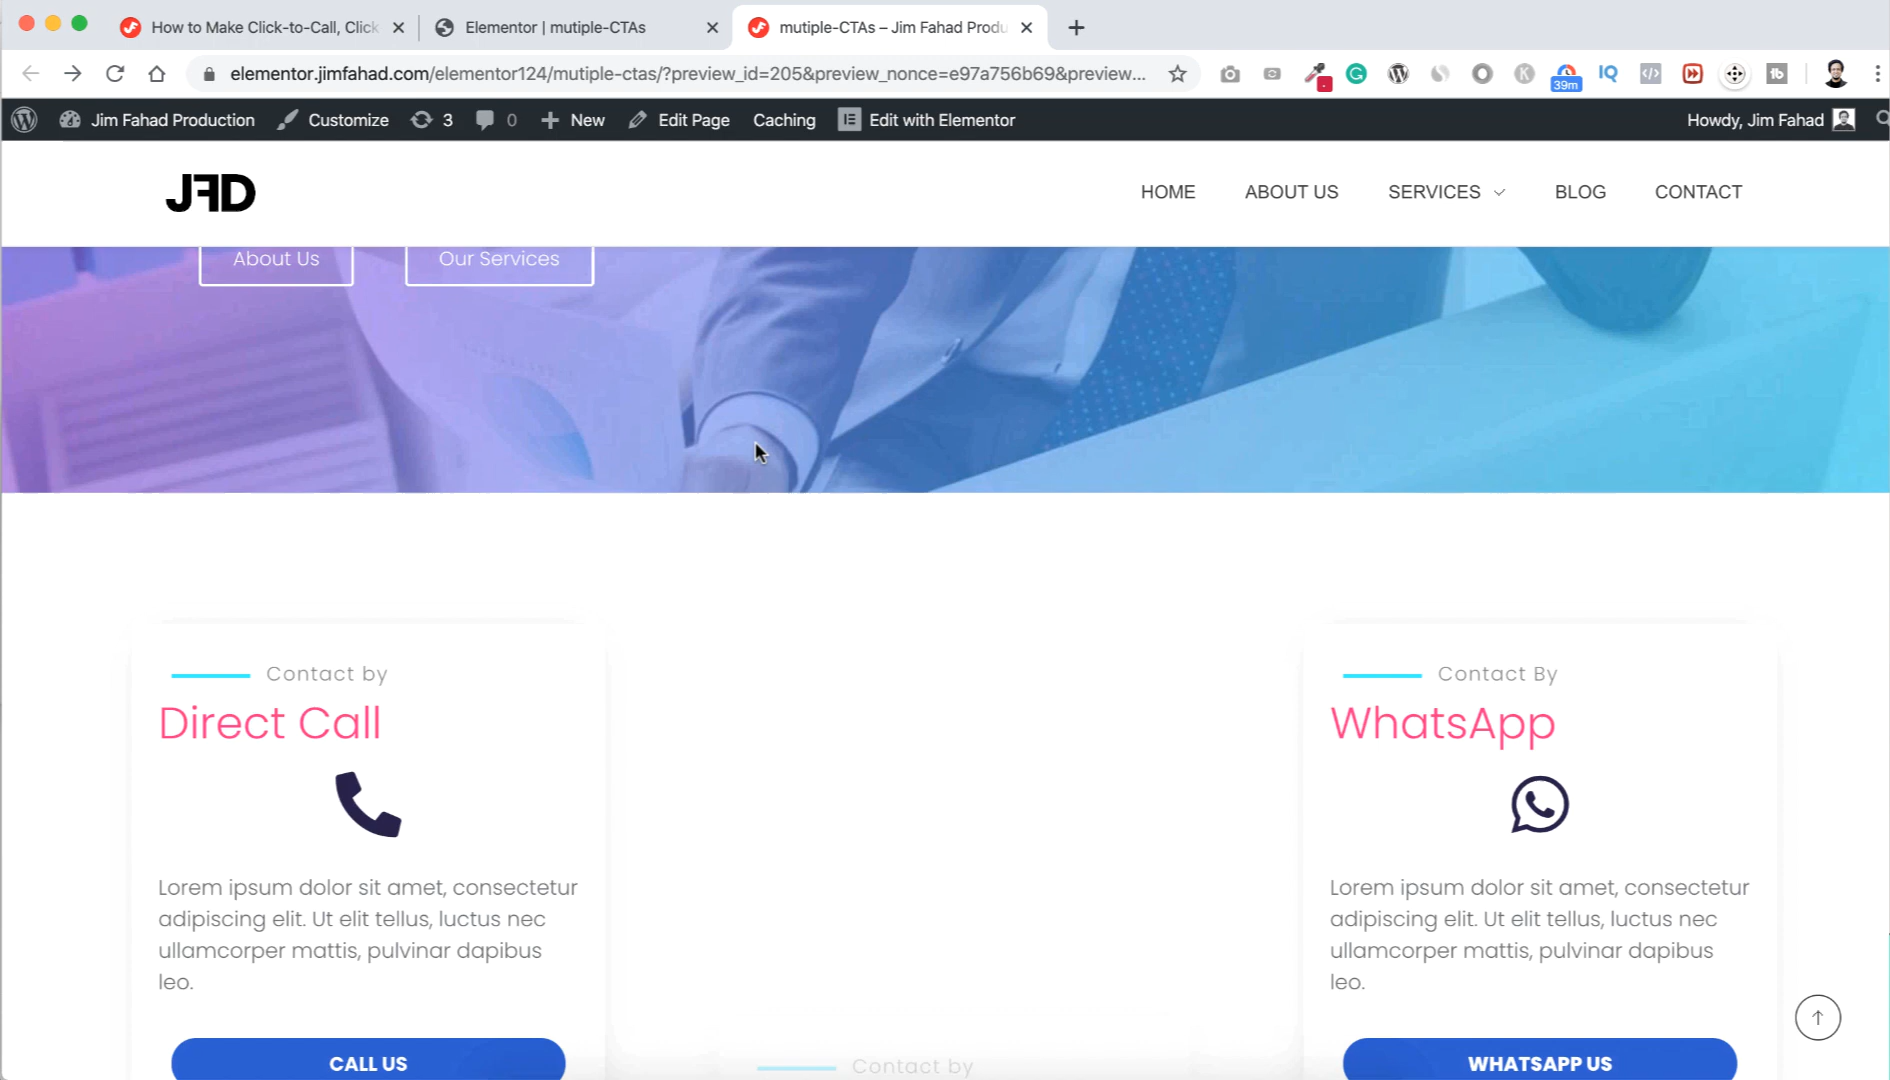 How to Make Click-to-Call, Click
Elementor | mutiple-CTAs
mutiple-CTAs – Jim Fahad Produ
elementor.jimfahad.com/elementor124/mutiple-ctas/?preview_id=205&preview_nonce=e97a756b69&preview...
39m
IQ
Jim Fahad Production
Customize
3
0
New
Edit Page
Caching
Edit with Elementor
Howdy, Jim Fahad
JFD
HOME
ABOUT US
SERVICES
BLOG
CONTACT
About Us
Our Services
Contact by
Direct Call
Lorem ipsum dolor sit amet, consectetur
adipiscing elit. Ut elit tellus, luctus nec
ullamcorper mattis, pulvinar dapibus
leo.
CALL US
Contact by
Contact By
WhatsApp
Lorem ipsum dolor sit amet, consectetur
adipiscing elit. Ut elit tellus, luctus nec
ullamcorper mattis, pulvinar dapibus
leo.
WHATSAPP US